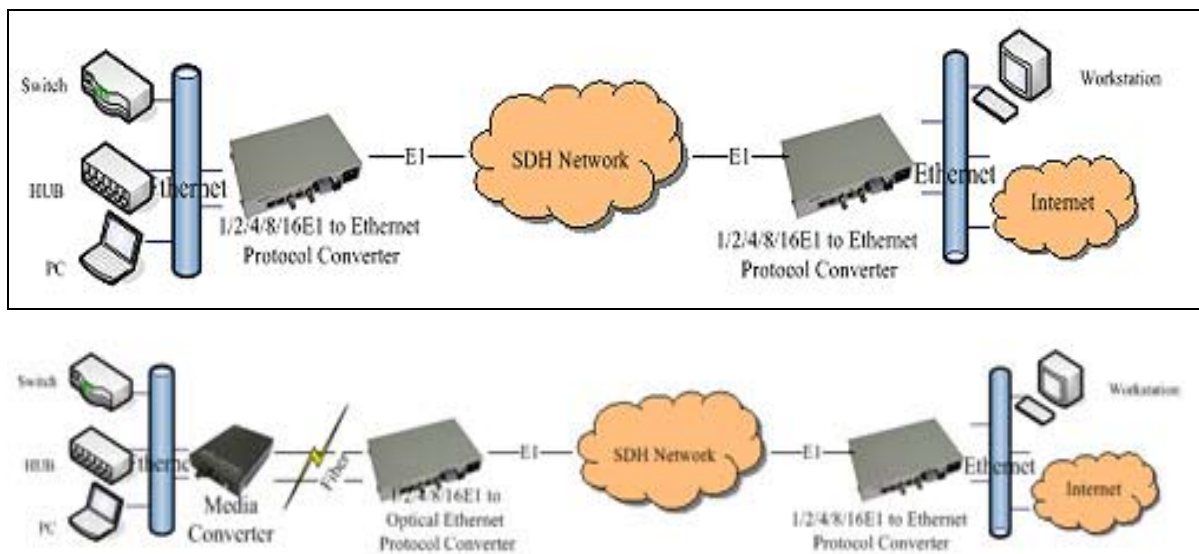 Switch
HUB
PC
Ethernet
1/2/4/8/16E1 to Ethernet
Protocol Converter
E1
SDH Network
E1
1/2/4/8/16E1 to Ethernet
Protocol Converter
Ethernet
Workstation
Internet
Switch
HUB
PC
Ethernet
Media
Converter
Fiber
1/2/4/8/16E1 to
Optical Ethernet
Protocol Converter
E1
SDH Network
E1
1/2/4/8/16E1 to Ethernet
Protocol Converter
Ethernet
Workstation
Internet